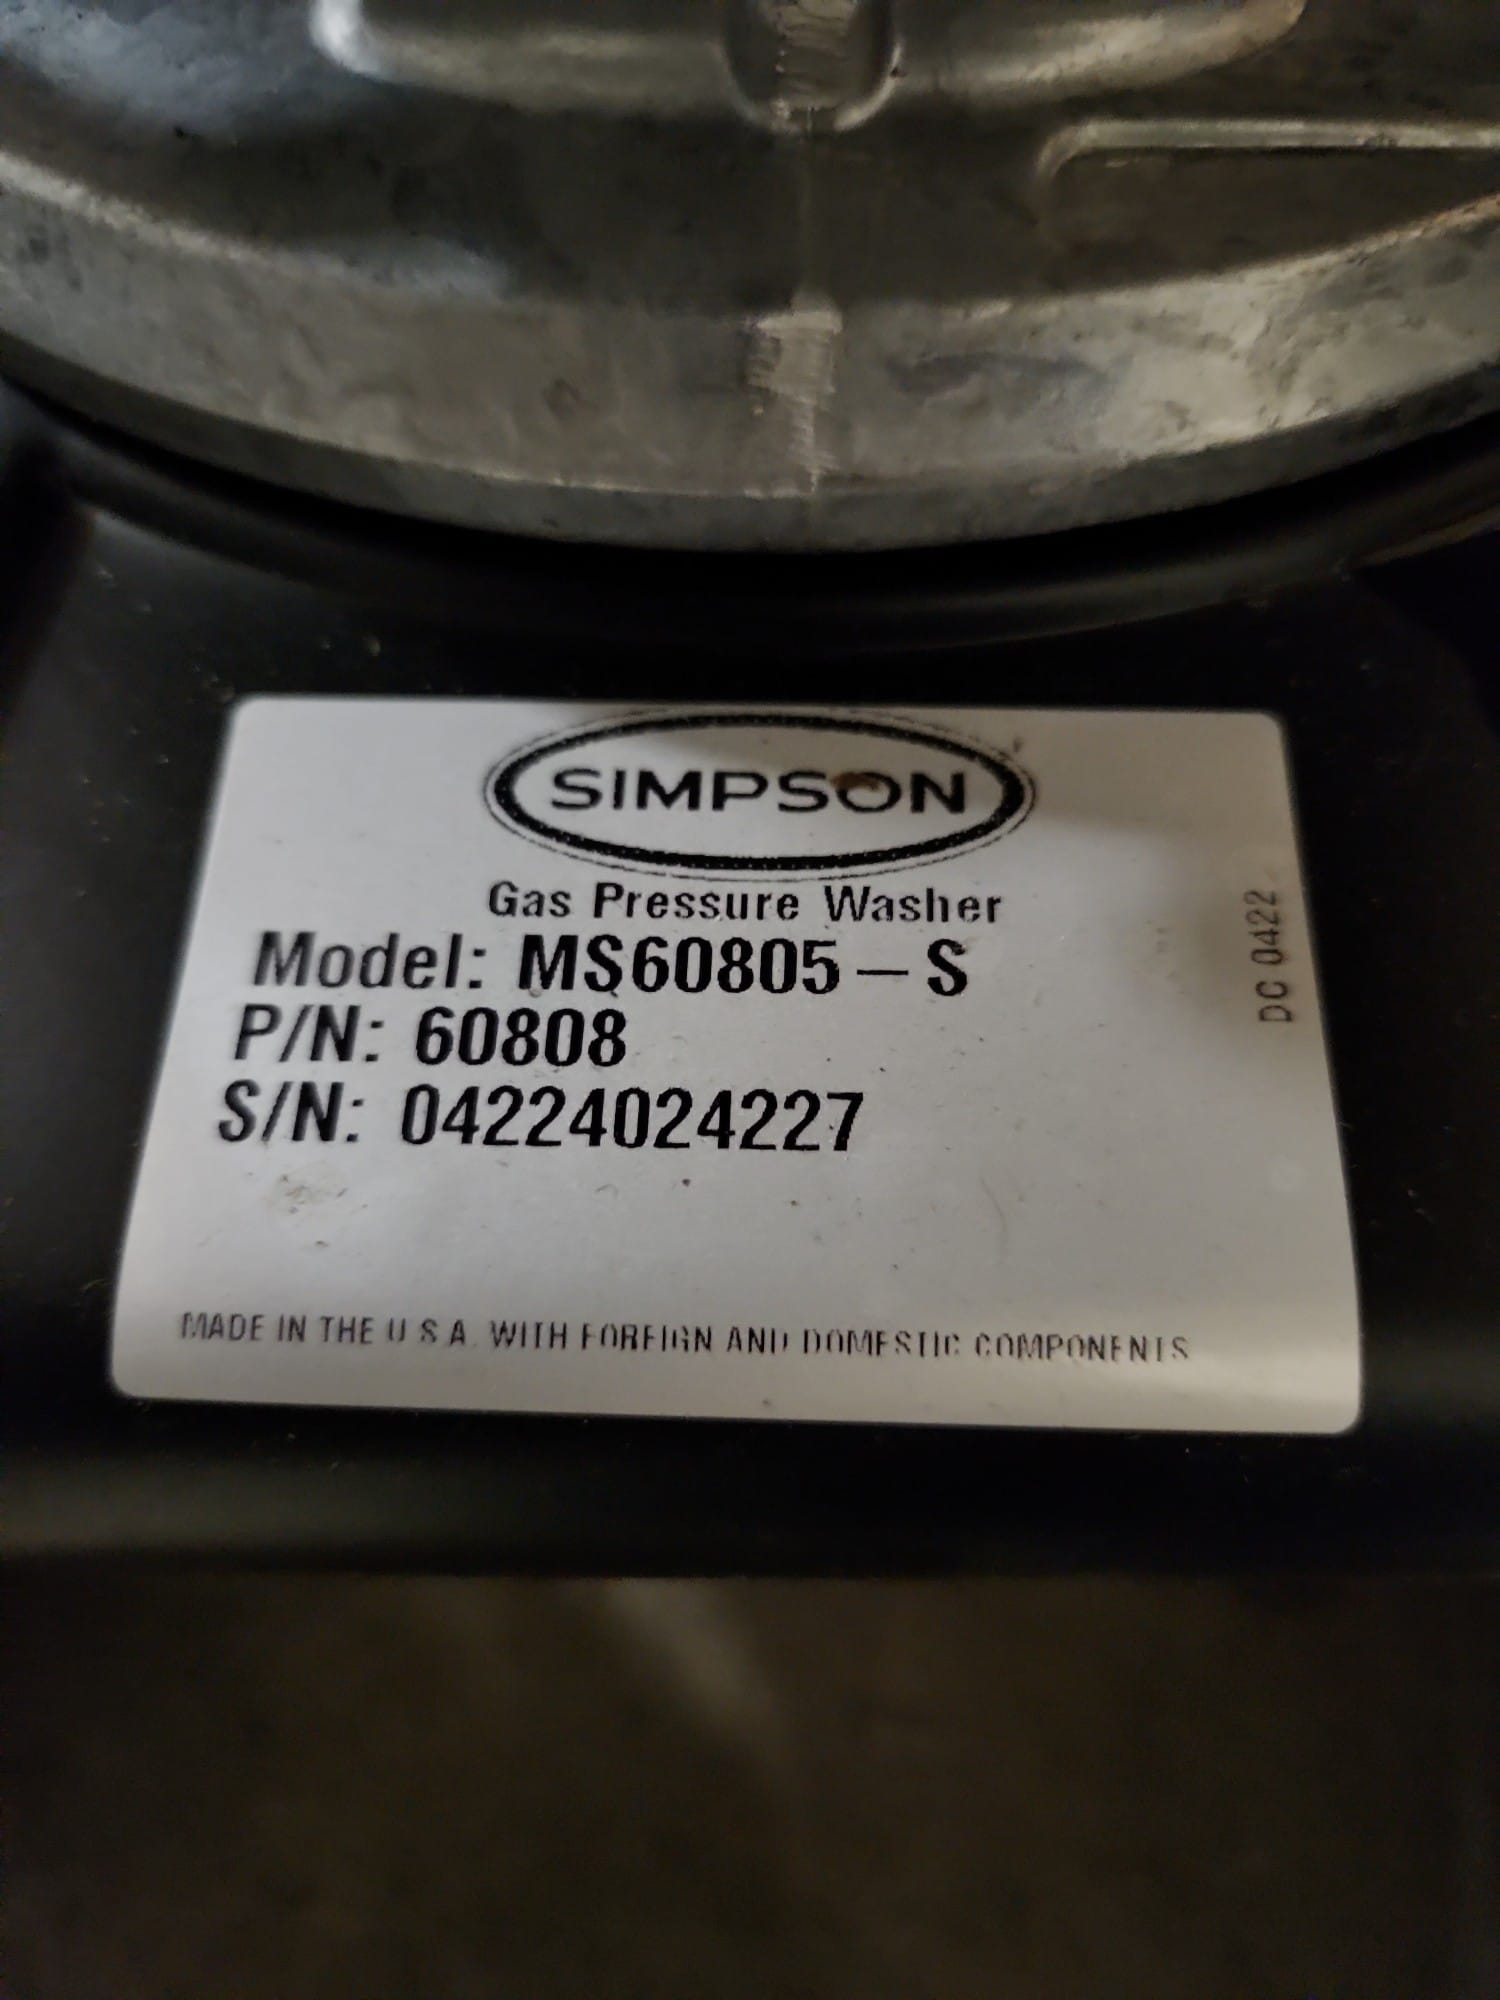 SIMPSON
Gas Pressure Washer
Model: MS60805-S
P/N: 60808
S/N: 04224024227
DC 0422
MADE IN THE U.S.A. WITH FOREIGN AND DOMESTIC COMPONENTS